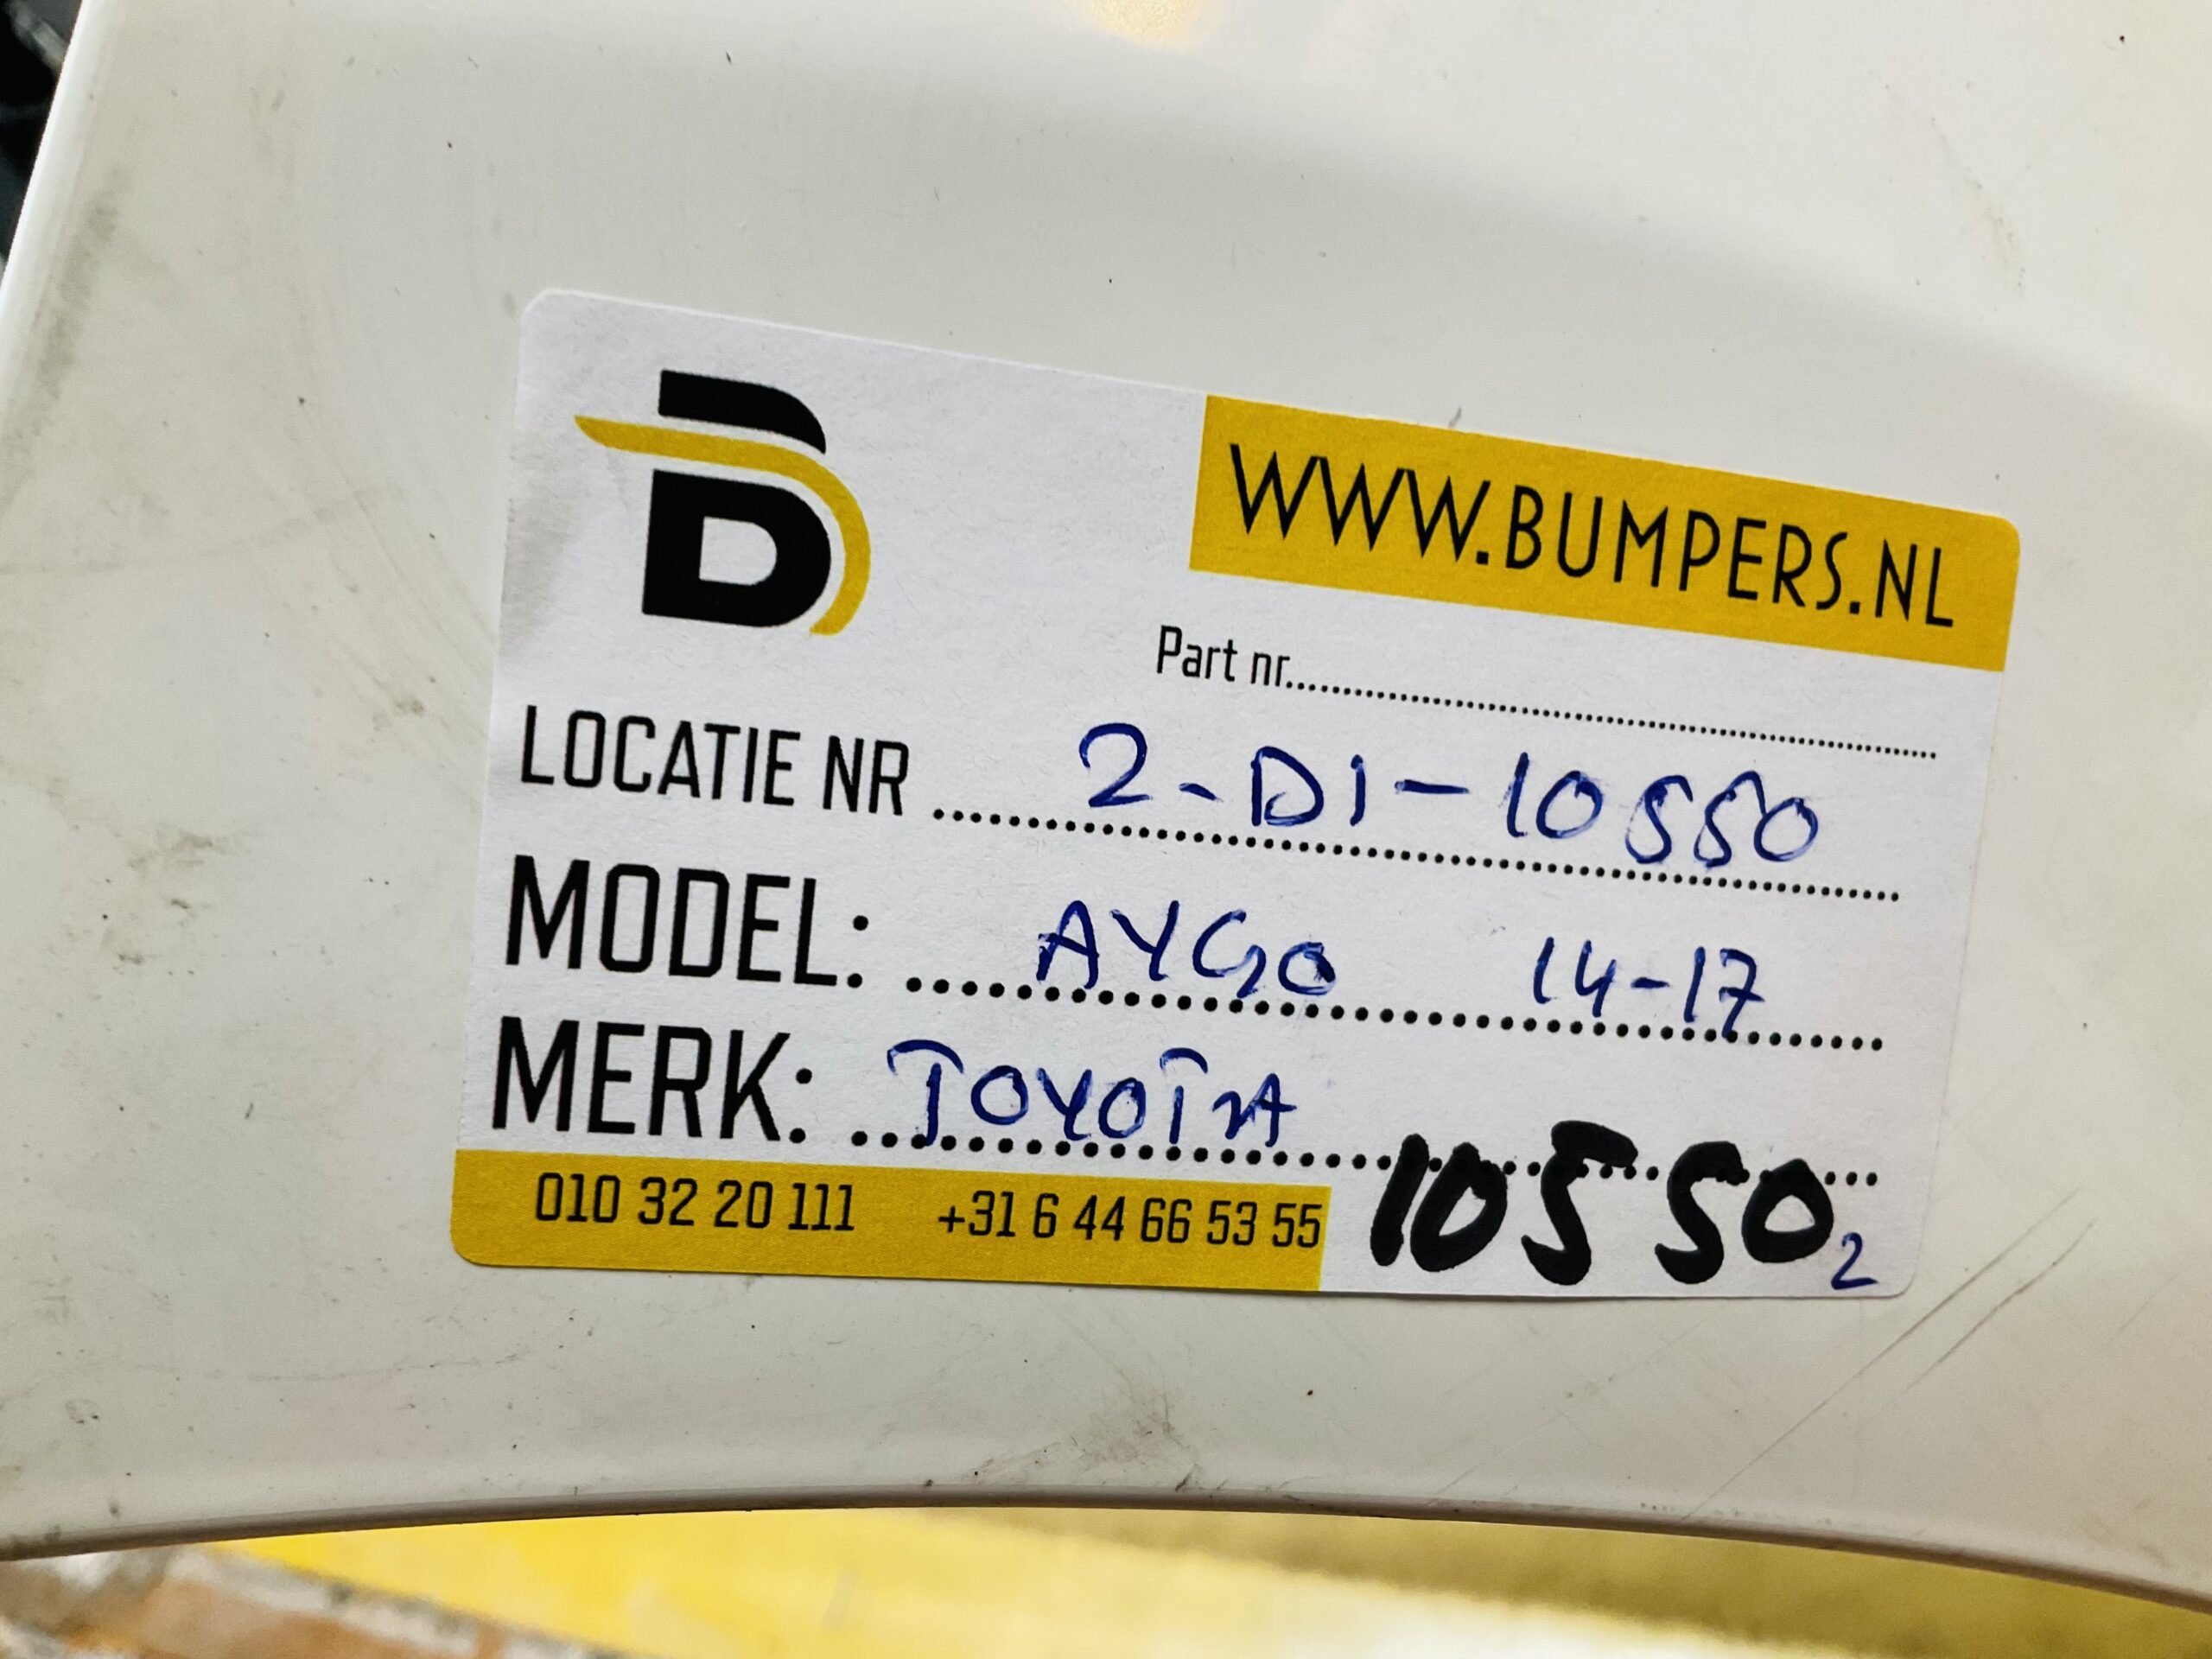 B
WWW.BUMPERS.NL
Part nr..........
LOCATIE NR .... 2-D1-10550
MODEL: .... AYGO 14-17
MERK: .... TOYOTA
010 32 20 111 +31 6 44 66 53 55 10550 2